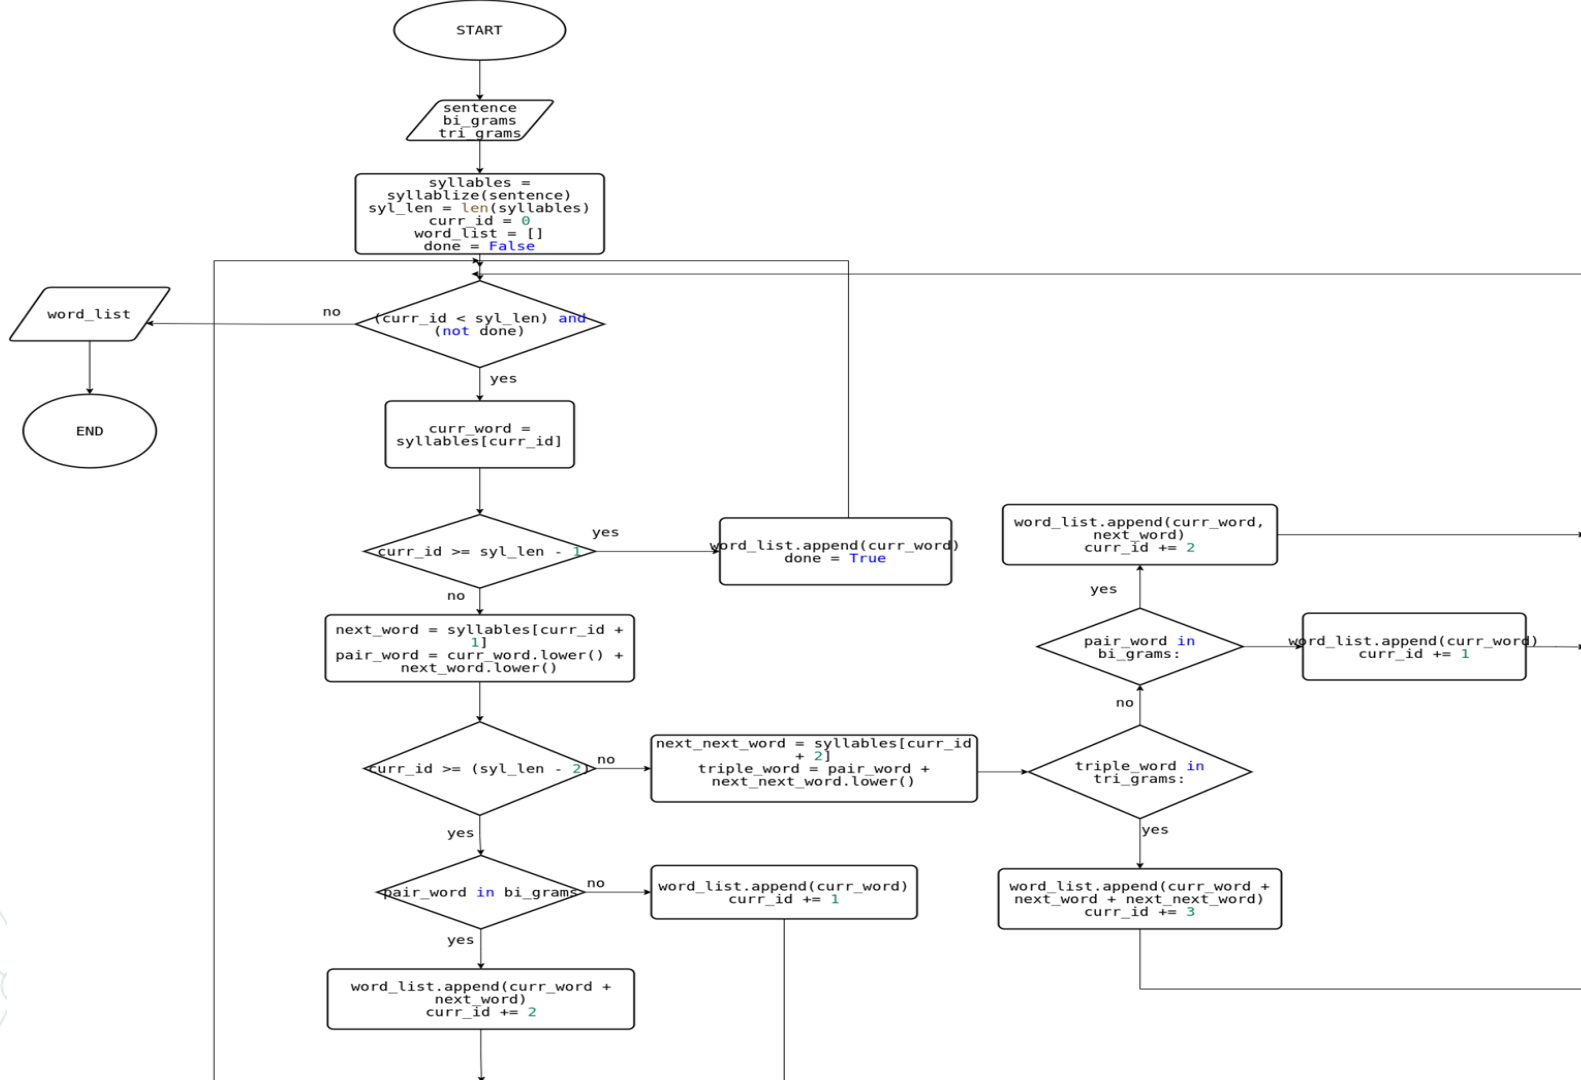 START
sentence
bi_grams
tri_grams
syllables =
syllablize(sentence)
syl_len = len(syllables)
curr_id = 0
word_list = []
done = False
(curr_id < syl_len) and
(not done)
no
word_list
END
yes
curr_word =
syllables[curr_id]
curr_id >= syl_len - 1
yes
word_list.append(curr_word)
done = True
no
next_word = syllables[curr_id +
1]
pair_word = curr_word.lower() +
next_word.lower()
curr_id >= (syl_len - 2)
no
next_next_word = syllables[curr_id
+ 2]
triple_word = pair_word +
next_next_word.lower()
triple_word in
tri_grams:
no
pair_word in
bi_grams:
yes
word_list.append(curr_word,
next_word)
curr_id += 2
word_list.append(curr_word)
curr_id += 1
yes
word_list.append(curr_word +
next_word + next_next_word)
curr_id += 3
yes
pair_word in bi_grams
no
word_list.append(curr_word)
curr_id += 1
yes
word_list.append(curr_word +
next_word)
curr_id += 2